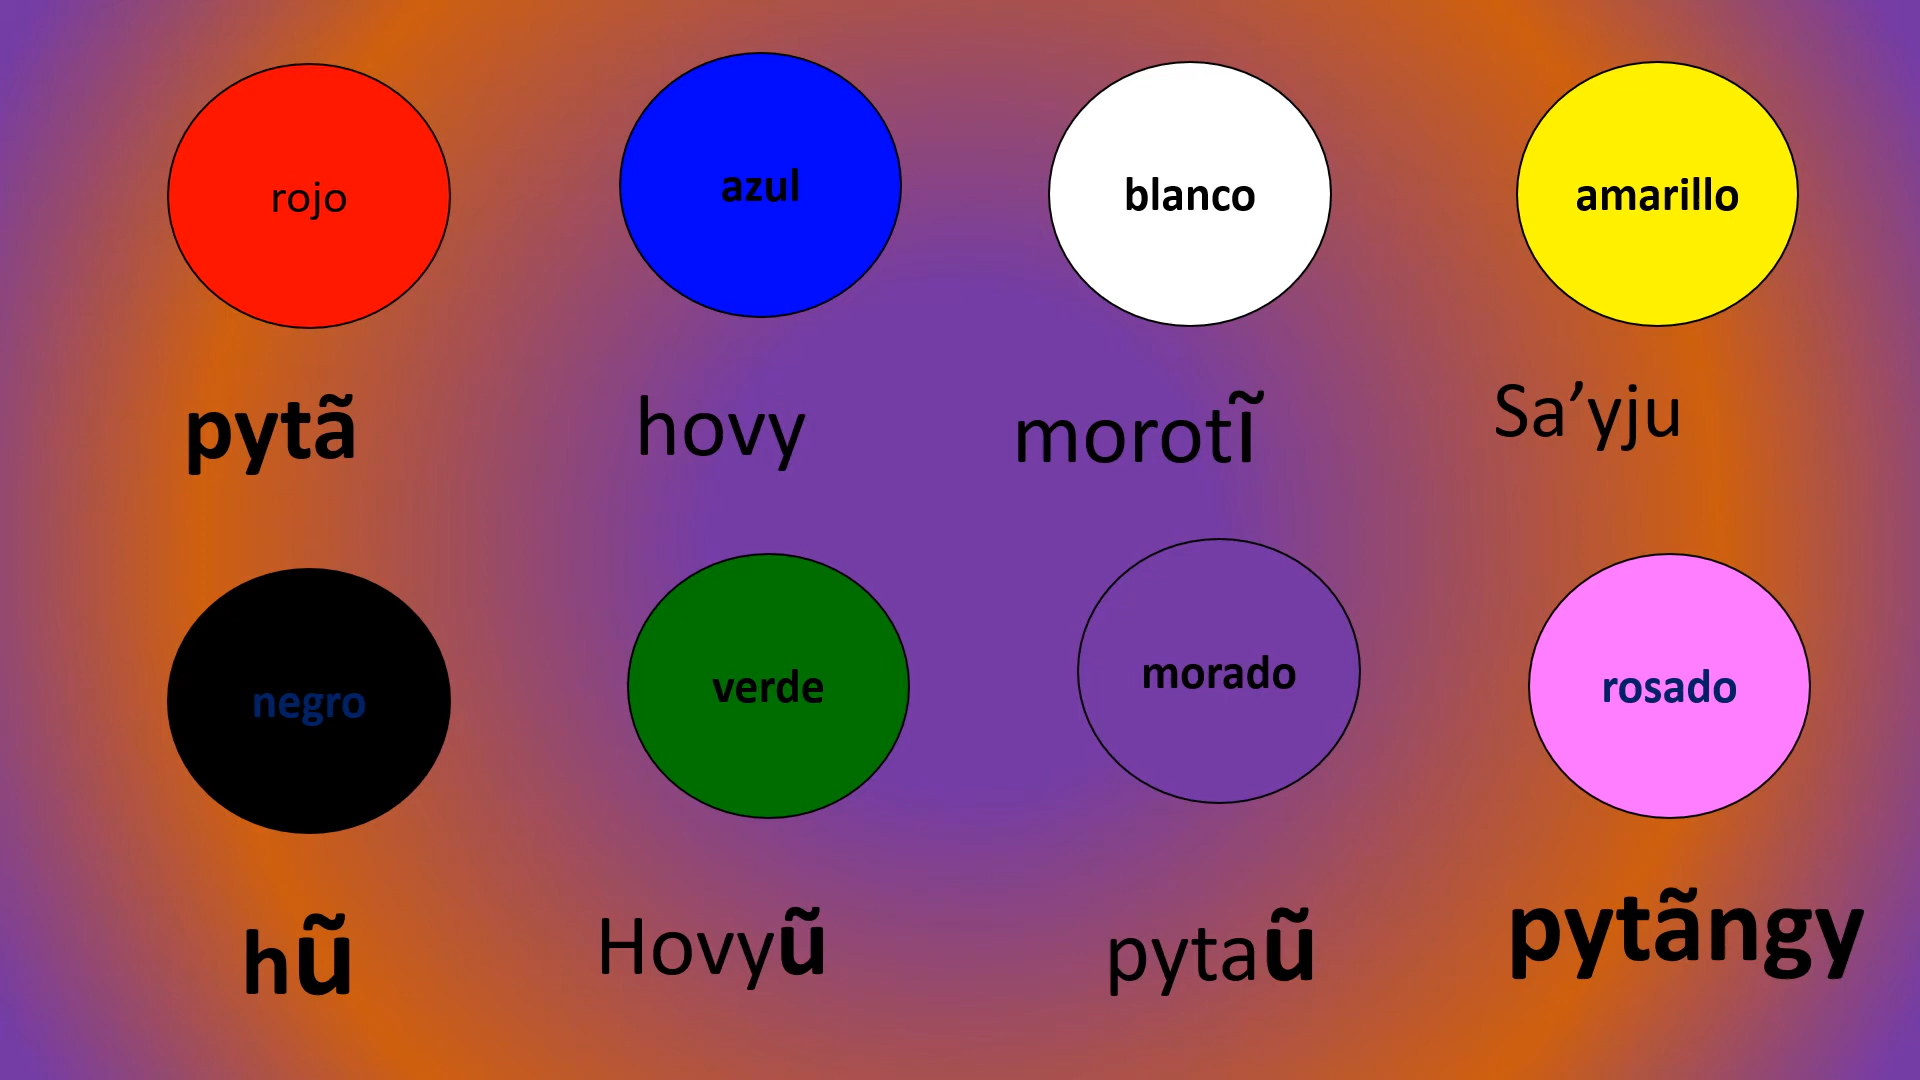 rojo
azul
blanco
amarillo
pytã
hovy
morotĩ
Sa’yju
negro
verde
morado
rosado
hũ
Hovyũ
pytaũ
pytãngy